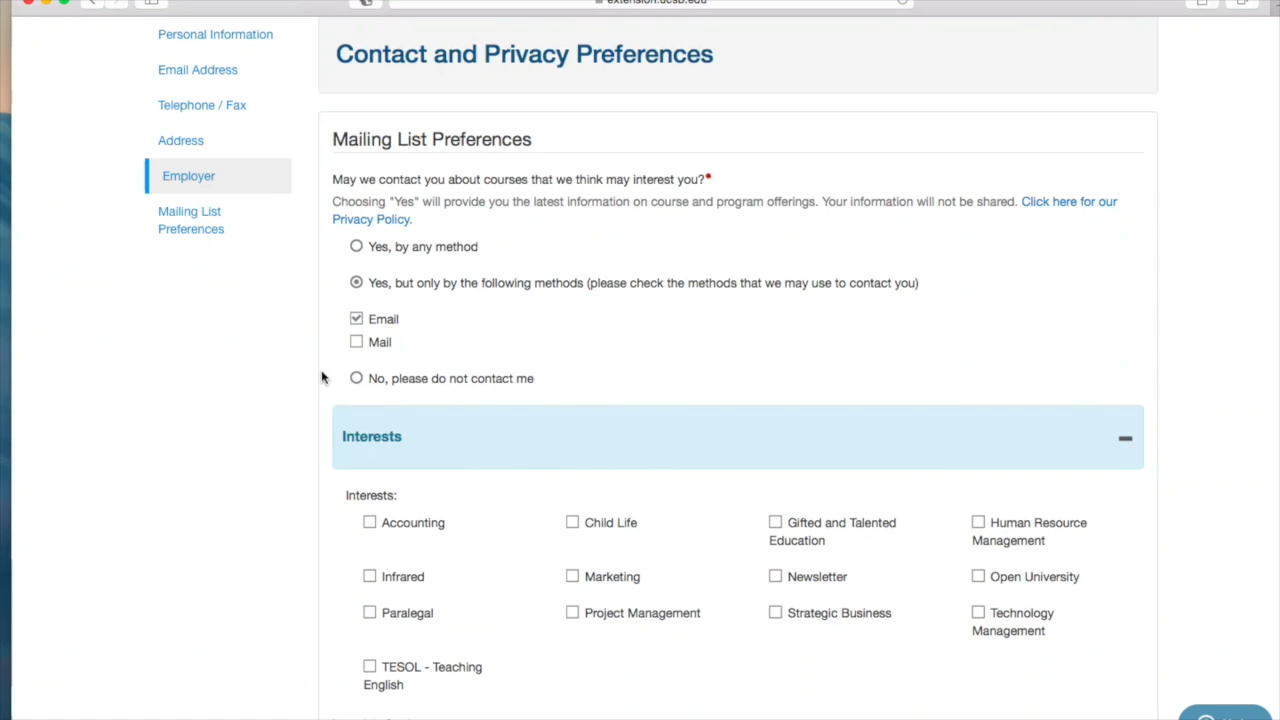 extension.ucsb.edu
Personal Information
Email Address
Telephone / Fax
Address
Employer
Mailing List
Preferences
Contact and Privacy Preferences
Mailing List Preferences
May we contact you about courses that we think may interest you?*
Choosing "Yes" will provide you the latest information on course and program offerings. Your information will not be shared. Click here for our
Privacy Policy.
Yes, by any method
Yes, but only by the following methods (please check the methods that we may use to contact you)
Email
Mail
No, please do not contact me
Interests
Interests:
Accounting
Child Life
Gifted and Talented
Education
Human Resource
Management
Infrared
Marketing
Newsletter
Open University
Paralegal
Project Management
Strategic Business
Technology
Management
TESOL - Teaching
English